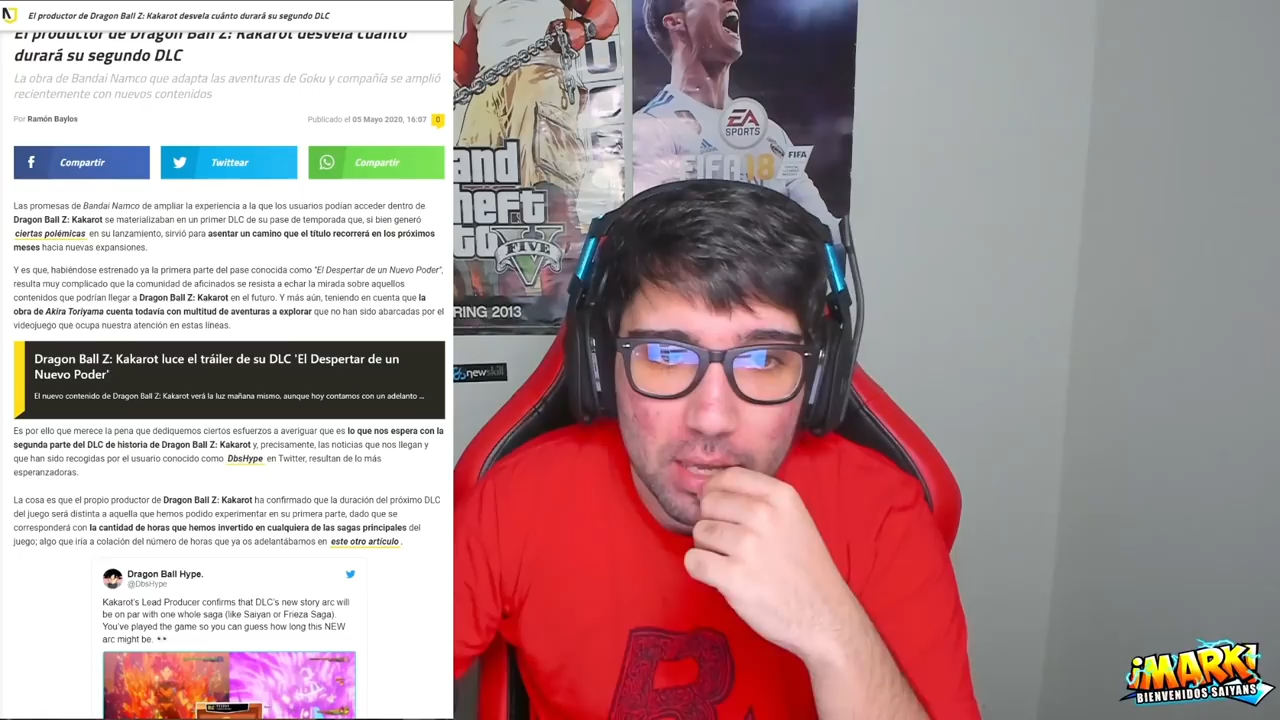 El productor de Dragon Ball Z: Kakarot desvela cuánto durará su segundo DLC
El productor de Dragon Ball Z: Kakarot desvela cuánto
durará su segundo DLC
La obra de Bandai Namco que adapta las aventuras de Goku y compañía se amplió
recientemente con nuevos contenidos
Por Ramón Baylos
Publicado el 05 Mayo 2020, 16:07
0
Compartir
Twittear
Compartir
Las promesas de Bandai Namco de ampliar la experiencia a la que los usuarios podían acceder dentro de
Dragon Ball Z: Kakarot se materializaban en un primer DLC de su pase de temporada que, si bien generó
ciertas polémicas en su lanzamiento, sirvió para asentar un camino que el título recorrerá en los próximos
meses hacia nuevas expansiones.
Y es que, habiéndose estrenado ya la primera parte del pase conocida como "El Despertar de un Nuevo Poder",
resulta muy complicado que la comunidad de aficinados se resista a echar la mirada sobre aquellos
contenidos que podrían llegar a Dragon Ball Z: Kakarot en el futuro. Y más aún, teniendo en cuenta que la
obra de Akira Toriyama cuenta todavía con multitud de aventuras a explorar que no han sido abarcadas por el
videojuego que ocupa nuestra atención en estas líneas.
Dragon Ball Z: Kakarot luce el tráiler de su DLC 'El Despertar de un
Nuevo Poder'
El nuevo contenido de Dragon Ball Z: Kakarot verá la luz mañana mismo, aunque hoy contamos con un adelanto ...
Es por ello que merece la pena que dediquemos ciertos esfuerzos a averiguar que es lo que nos espera con la
segunda parte del DLC de historia de Dragon Ball Z: Kakarot y, precisamente, las noticias que nos llegan y
que han sido recogidas por el usuario conocido como DbsHype en Twitter, resultan de lo más
esperanzadoras.
La cosa es que el propio productor de Dragon Ball Z: Kakarot ha confirmado que la duración del próximo DLC
del juego será distinta a aquella que hemos podido experimentar en su primera parte, dado que se
corresponderá con la cantidad de horas que hemos invertido en cualquiera de las sagas principales del
juego; algo que iría a colación del número de horas que ya os adelantábamos en este otro artículo.
Dragon Ball Hype.
@DbsHype
Kakarot's Lead Producer confirms that DLC's new story arc will
be on par with one whole saga (like Saiyan or Frieza Saga).
You've played the game so you can guess how long this NEW
arc might be. 👀
and
theft
V
FIVE
RING 2013
EA
SPORTS
FIFA 18
FIFA
newskill
¡MARK!
BIENVENIDOS SAIYANS